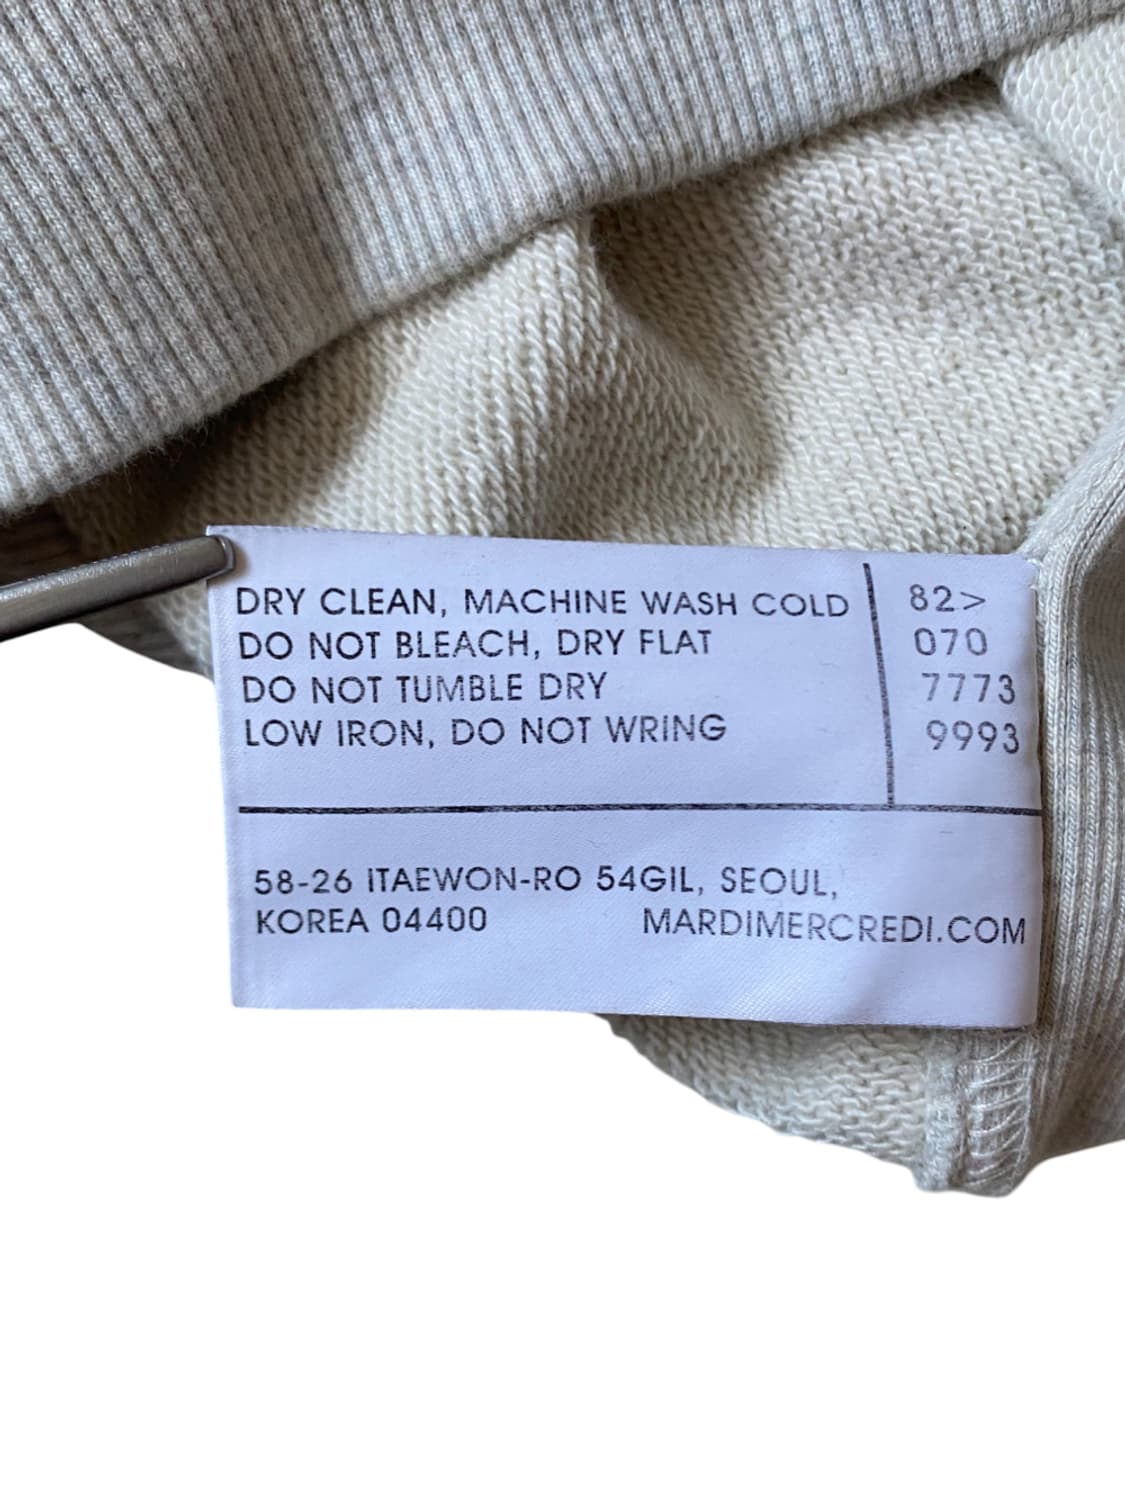 DRY CLEAN, MACHINE WASH COLD
DO NOT BLEACH, DRY FLAT
DO NOT TUMBLE DRY
LOW IRON, DO NOT WRING
82>
070
7773
9993
58-26 ITAEWON-RO 54GIL, SEOUL,
KOREA 04400 MARDIMERCREDI.COM